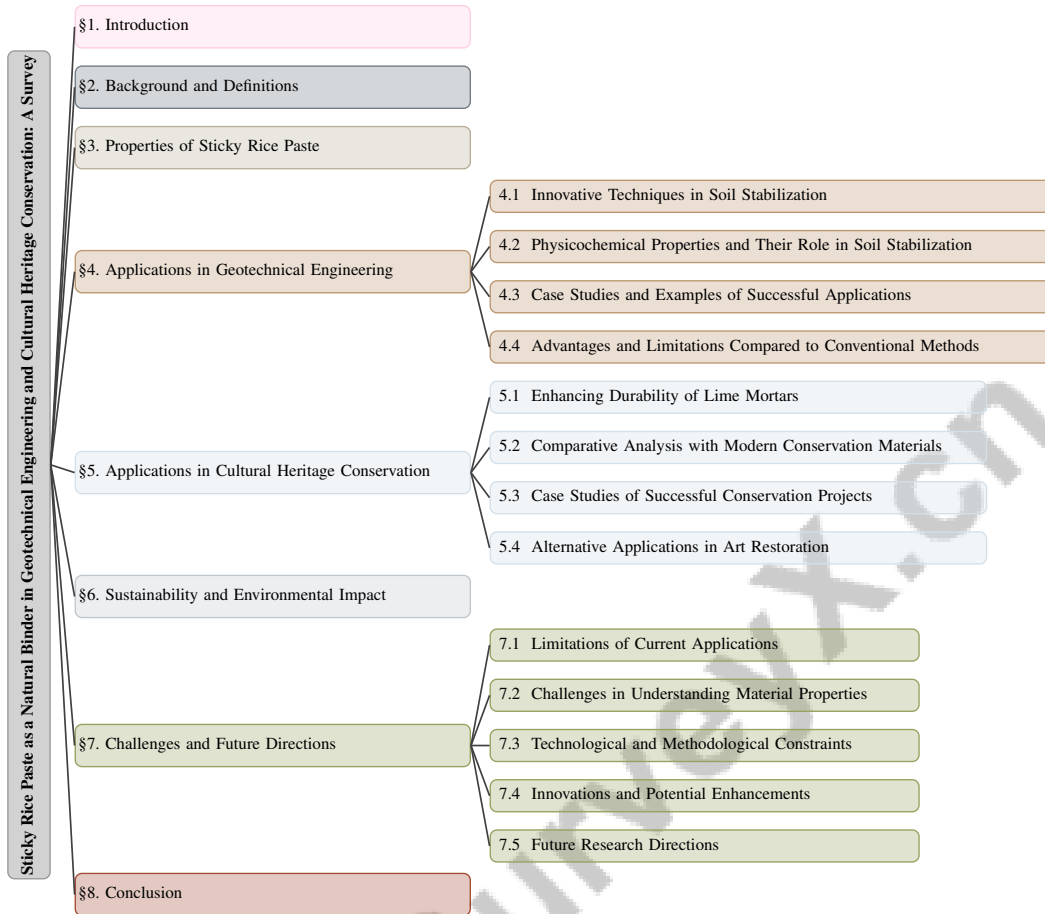 Sticky Rice Paste as a Natural Binder in Geotechnical Engineering and Cultural Heritage Conservation: A Survey
§1. Introduction
§2. Background and Definitions
§3. Properties of Sticky Rice Paste
§4. Applications in Geotechnical Engineering
4.1 Innovative Techniques in Soil Stabilization
4.2 Physicochemical Properties and Their Role in Soil Stabilization
4.3 Case Studies and Examples of Successful Applications
4.4 Advantages and Limitations Compared to Conventional Methods
§5. Applications in Cultural Heritage Conservation
5.1 Enhancing Durability of Lime Mortars
5.2 Comparative Analysis with Modern Conservation Materials
5.3 Case Studies of Successful Conservation Projects
5.4 Alternative Applications in Art Restoration
§6. Sustainability and Environmental Impact
§7. Challenges and Future Directions
7.1 Limitations of Current Applications
7.2 Challenges in Understanding Material Properties
7.3 Technological and Methodological Constraints
7.4 Innovations and Potential Enhancements
7.5 Future Research Directions
§8. Conclusion
urveyx.cn